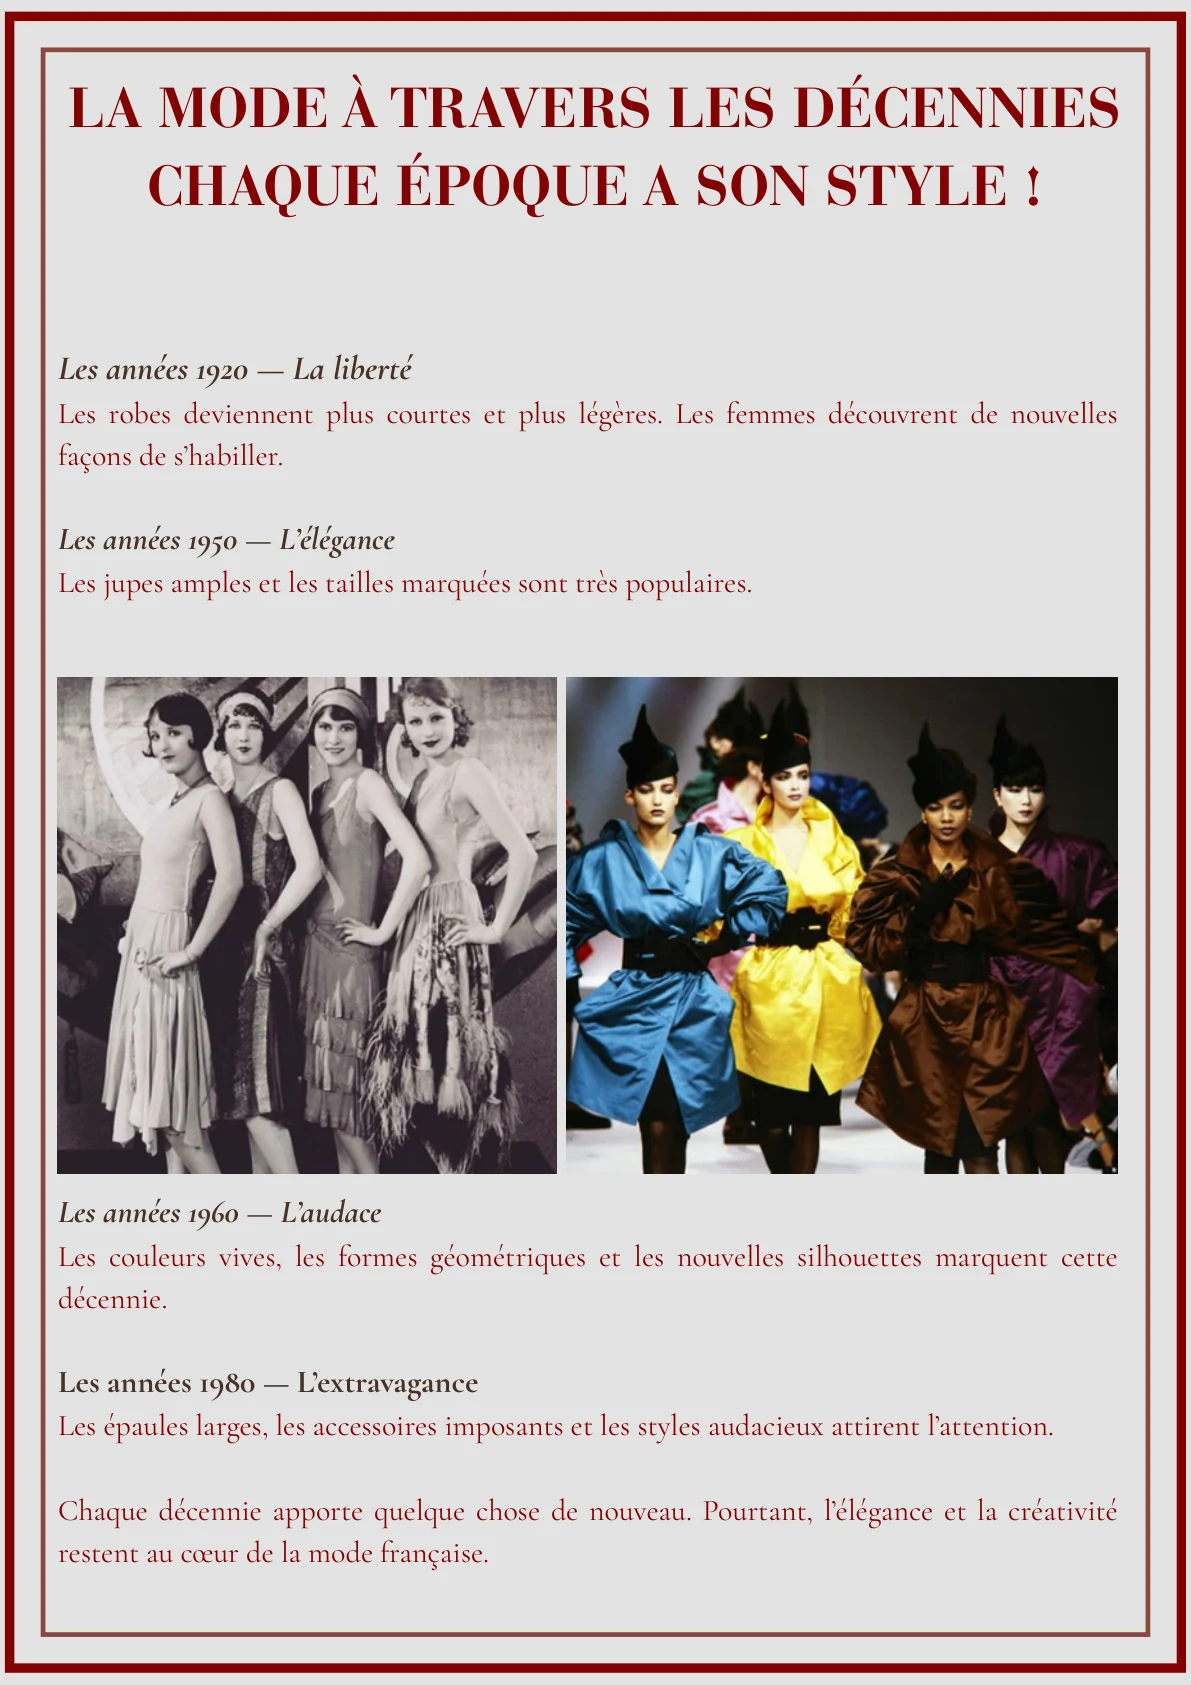 LA MODE À TRAVERS LES DÉCENNIES
CHAQUE ÉPOQUE A SON STYLE !
Les années 1920 — La liberté
Les robes deviennent plus courtes et plus légères. Les femmes découvrent de nouvelles
façons de s’habiller.
Les années 1950 — L’élégance
Les jupes amples et les tailles marquées sont très populaires.
Les années 1960 — L’audace
Les couleurs vives, les formes géométriques et les nouvelles silhouettes marquent cette
décennie.
Les années 1980 — L’extravagance
Les épaules larges, les accessoires imposants et les styles audacieux attirent l’attention.
Chaque décennie apporte quelque chose de nouveau. Pourtant, l’élégance et la créativité
restent au cœur de la mode française.